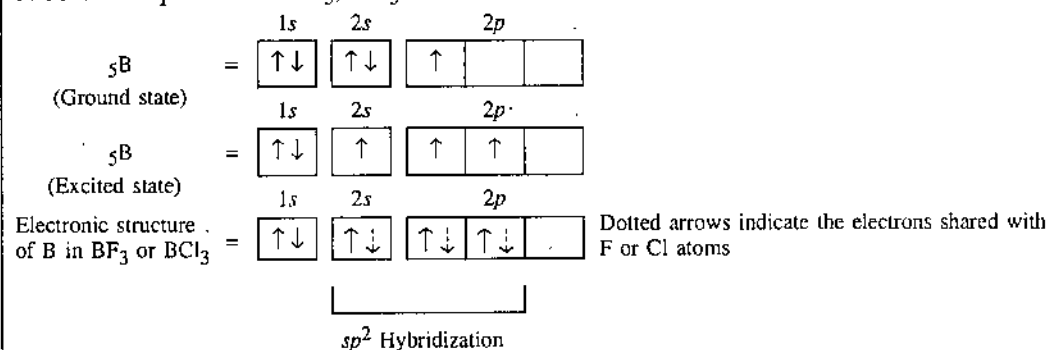 1s 2s 2p
₅B = ↑↓ ↑↓ ↑
(Ground state)
1s 2s 2p
₅B = ↑↓ ↑ ↑ ↑
(Excited state)
1s 2s 2p
Electronic structure
of B in BF₃ or BCl₃ = ↑↓ ↑⇣ ↑⇣ ↑⇣
Dotted arrows indicate the electrons shared with
F or Cl atoms
sp² Hybridization